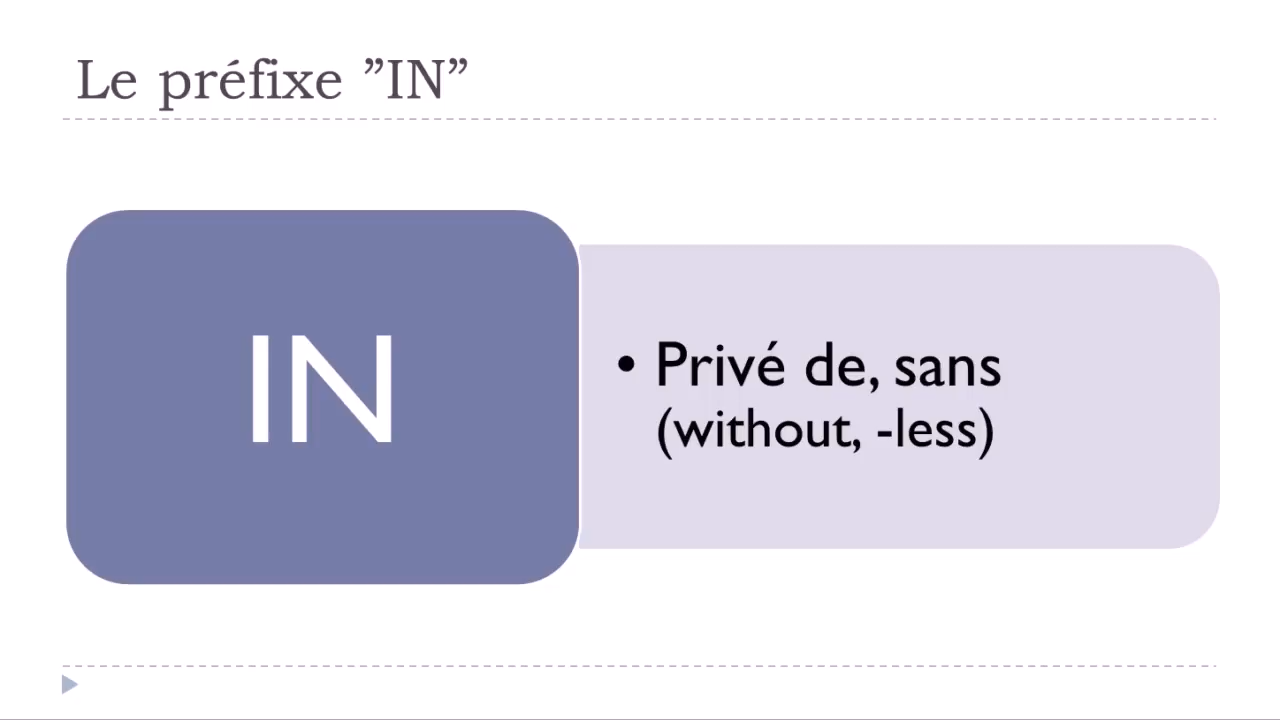 Le préfixe ”IN”
IN
• Privé de, sans
(without, -less)